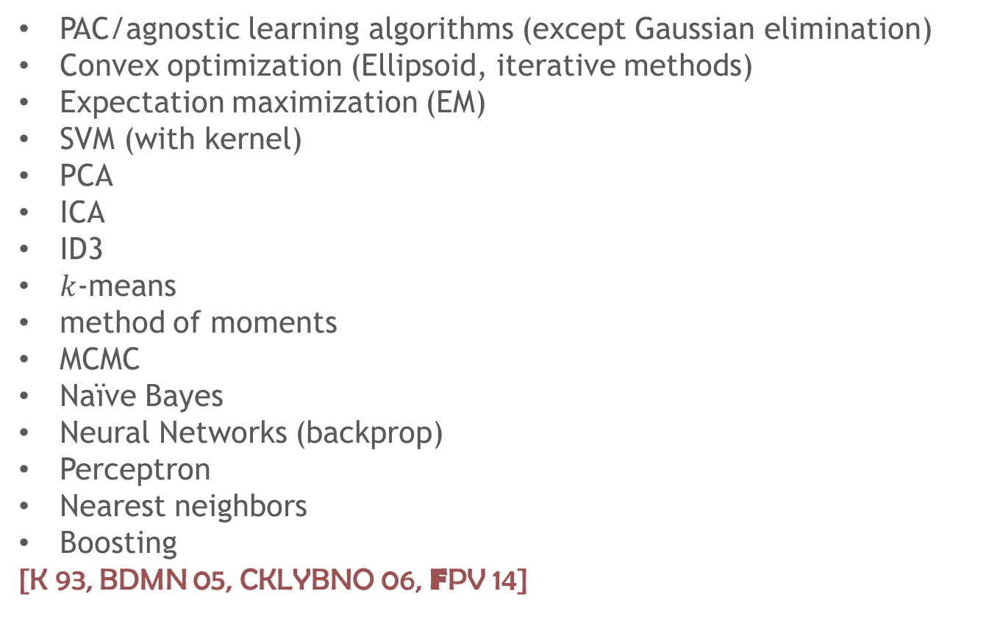 • PAC/agnostic learning algorithms (except Gaussian elimination)
• Convex optimization (Ellipsoid, iterative methods)
• Expectation maximization (EM)
• SVM (with kernel)
• PCA
• ICA
• ID3
• k-means
• method of moments
• MCMC
• Naïve Bayes
• Neural Networks (backprop)
• Perceptron
• Nearest neighbors
• Boosting
[K 93, BDMN 05, CKLYBNO 06, FPV 14]